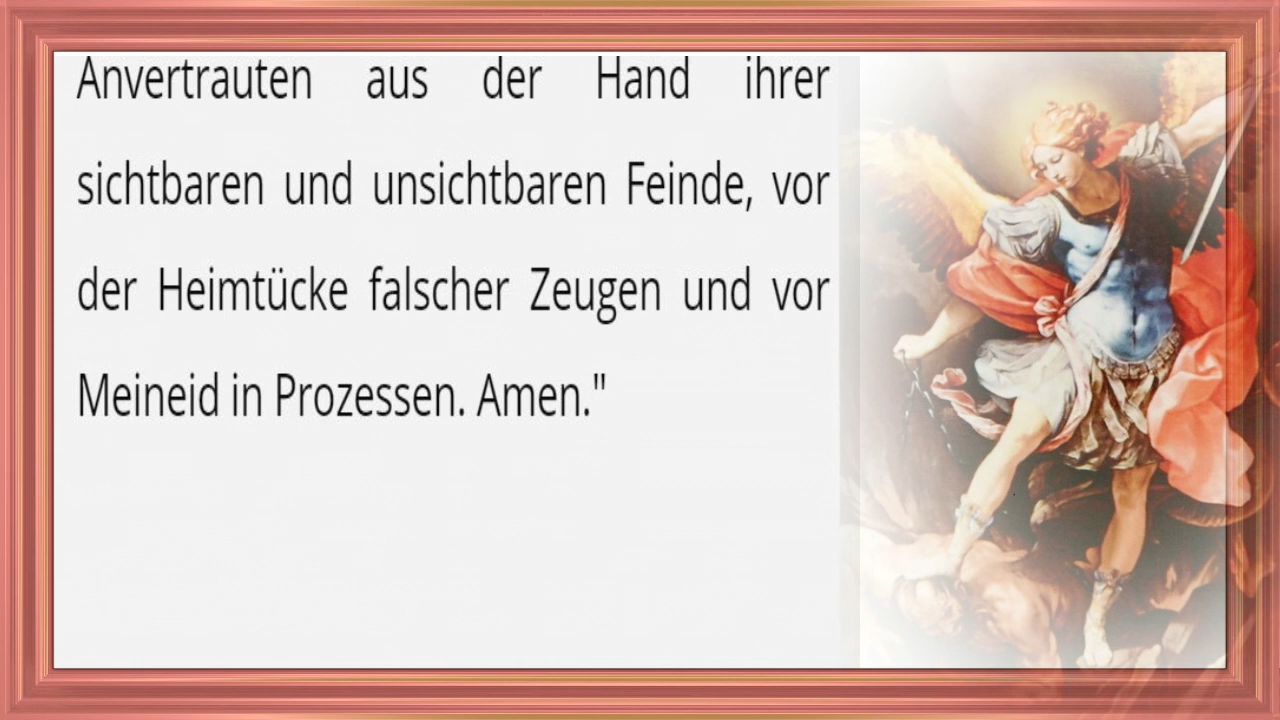 Anvertrauten aus der Hand ihrer
sichtbaren und unsichtbaren Feinde, vor
der Heimtücke falscher Zeugen und vor
Meineid in Prozessen. Amen."